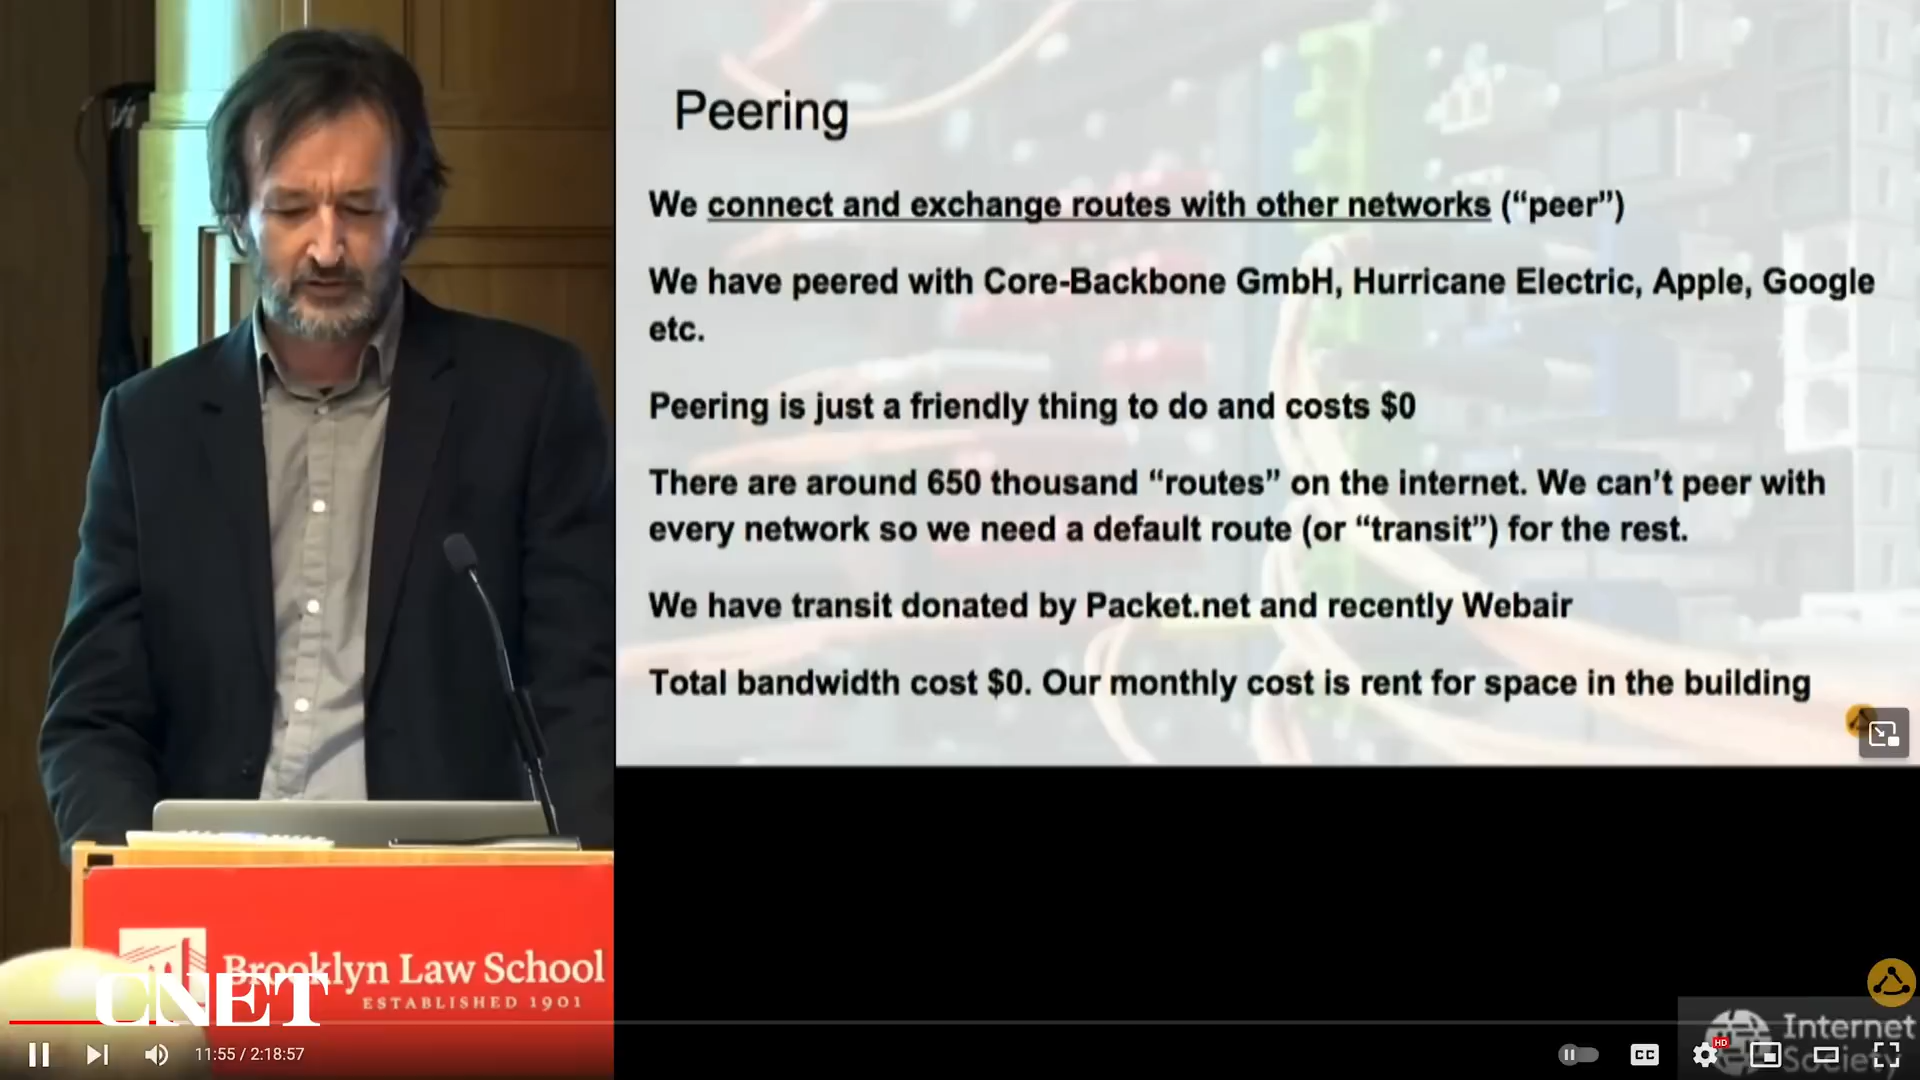 Peering
We connect and exchange routes with other networks (“peer”)
We have peered with Core-Backbone GmbH, Hurricane Electric, Apple, Google
etc.
Peering is just a friendly thing to do and costs $0
There are around 650 thousand “routes” on the internet. We can’t peer with
every network so we need a default route (or “transit”) for the rest.
We have transit donated by Packet.net and recently Webair
Total bandwidth cost $0. Our monthly cost is rent for space in the building
Brooklyn Law School
ESTABLISHED 1901
CNET
Internet
Society
11:55 / 2:18:57
CC
HD